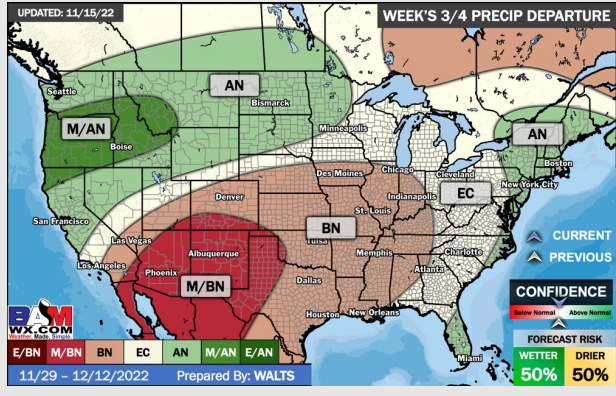 UPDATED: 11/15/22
WEEK'S 3/4 PRECIP DEPARTURE
Seattle
AN
Bismarck
M/AN
Boise
Minneapolis
AN
Boston
Des Moines
Chicago
Cleveland
New York City
Denver
Indianapolis
EC
San Francisco
St. Louis
BN
Las Vegas
Tulsa
Albuquerque
Memphis
Charlotte
Los Angeles
Phoenix
M/BN
Atlanta
Dallas
Houston
New Orleans
Miami
CURRENT
PREVIOUS
CONFIDENCE
Below Normal
Above Normal
FORECAST RISK
WETTER
50%
DRIER
50%
BAM
WX.COM
Weather. Made. Simple.
E/BN M/BN BN EC AN M/AN E/AN
11/29 – 12/12/2022 Prepared By: WALTS